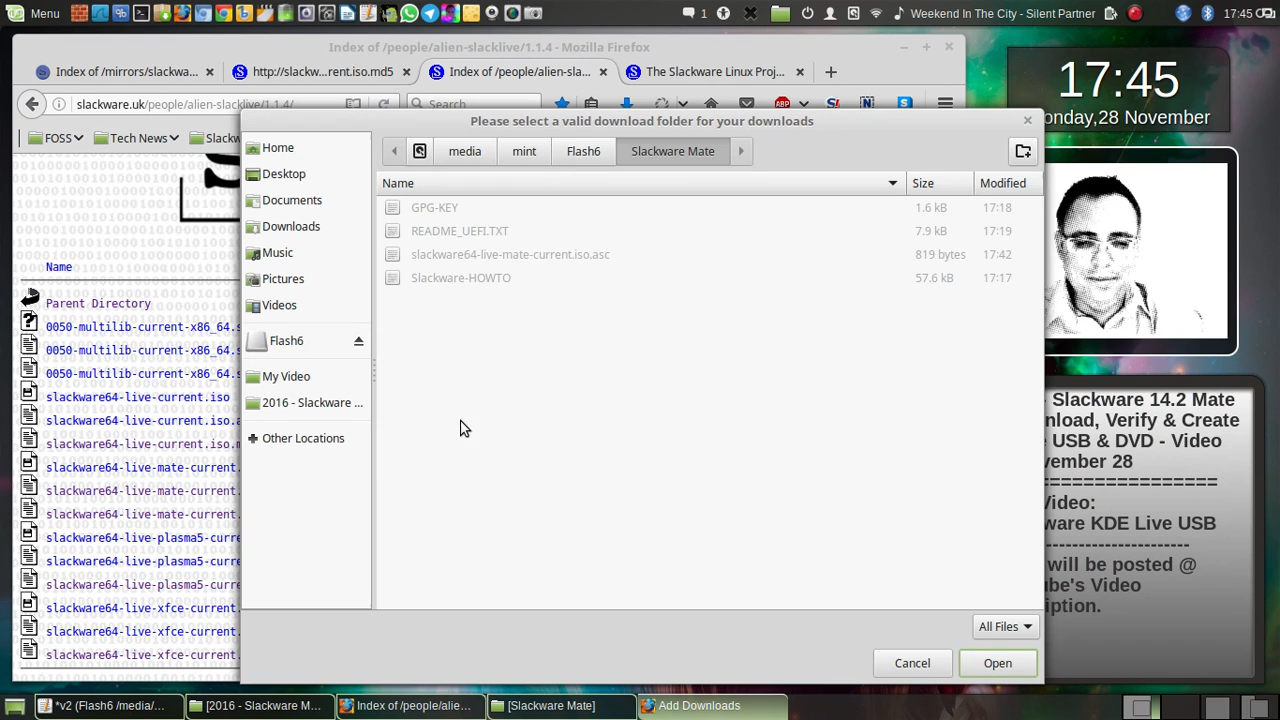 Menu
1
Weekend In The City - Silent Partner
17:45
Index of /people/alien-slacklive/1.1.4 - Mozilla Firefox
Index of /mirrors/slackwa...
http://slackw...rent.iso.md5
Index of /people/alien-sla...
The Slackware Linux Proj...
slackware.uk/people/alien-slacklive/1.1.4/
Search
ABP
FOSS
Tech News
Slackw
17:45
onday,28 November
Please select a valid download folder for your downloads
Home
Desktop
Documents
Downloads
Music
Pictures
Videos
Flash6
My Video
2016 - Slackware ...
Other Locations
media
mint
Flash6
Slackware Mate
Name
Size
Modified
GPG-KEY
1.6 kB
17:18
README_UEFI.TXT
7.9 kB
17:19
slackware64-live-mate-current.iso.asc
819 bytes
17:42
Slackware-HOWTO
57.6 kB
17:17
All Files
Cancel
Open
Name
Parent Directory
0050-multilib-current-x86_64.s
0050-multilib-current-x86_64.s
0050-multilib-current-x86_64.s
slackware64-live-current.iso
slackware64-live-current.iso.a
slackware64-live-current.iso.m
slackware64-live-mate-current.
slackware64-live-mate-current.
slackware64-live-mate-current.
slackware64-live-plasma5-curre
slackware64-live-plasma5-curre
slackware64-live-plasma5-curre
slackware64-live-xfce-current.
slackware64-live-xfce-current.
slackware64-live-xfce-current.
- Slackware 14.2 Mate
nload, Verify & Create
e USB & DVD - Video
vember 28
================
Video:
ware KDE Live USB
----------------------
will be posted @
ube's Video
iption.
*v2 (Flash6 /media/...
[2016 - Slackware M...
Index of /people/alie...
[Slackware Mate]
Add Downloads